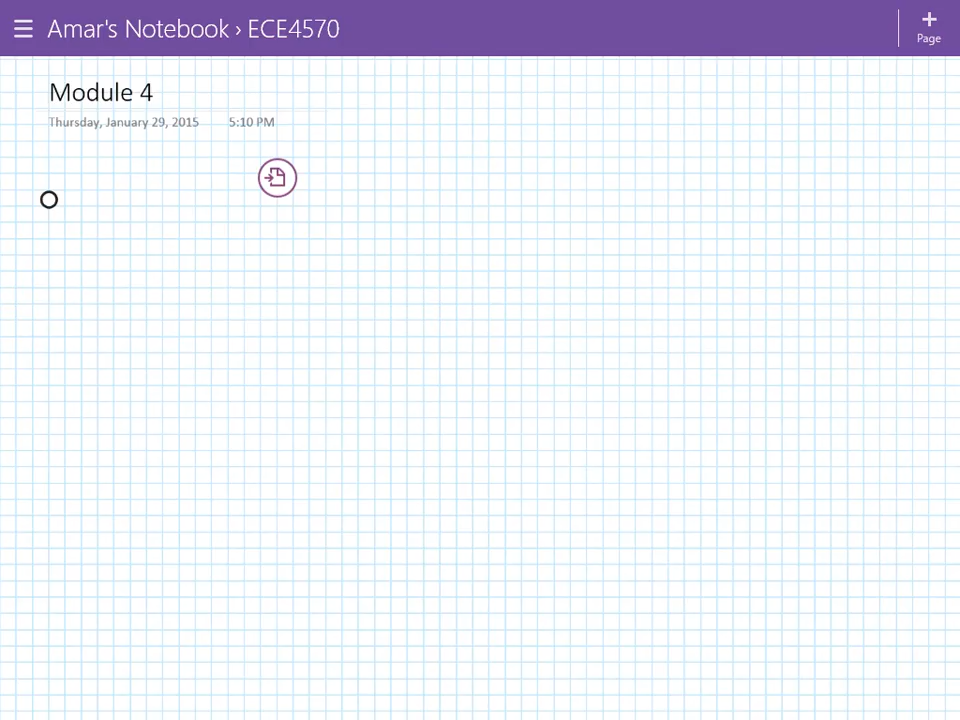 Amar's Notebook › ECE4570
Page
Module 4
Thursday, January 29, 2015 5:10 PM